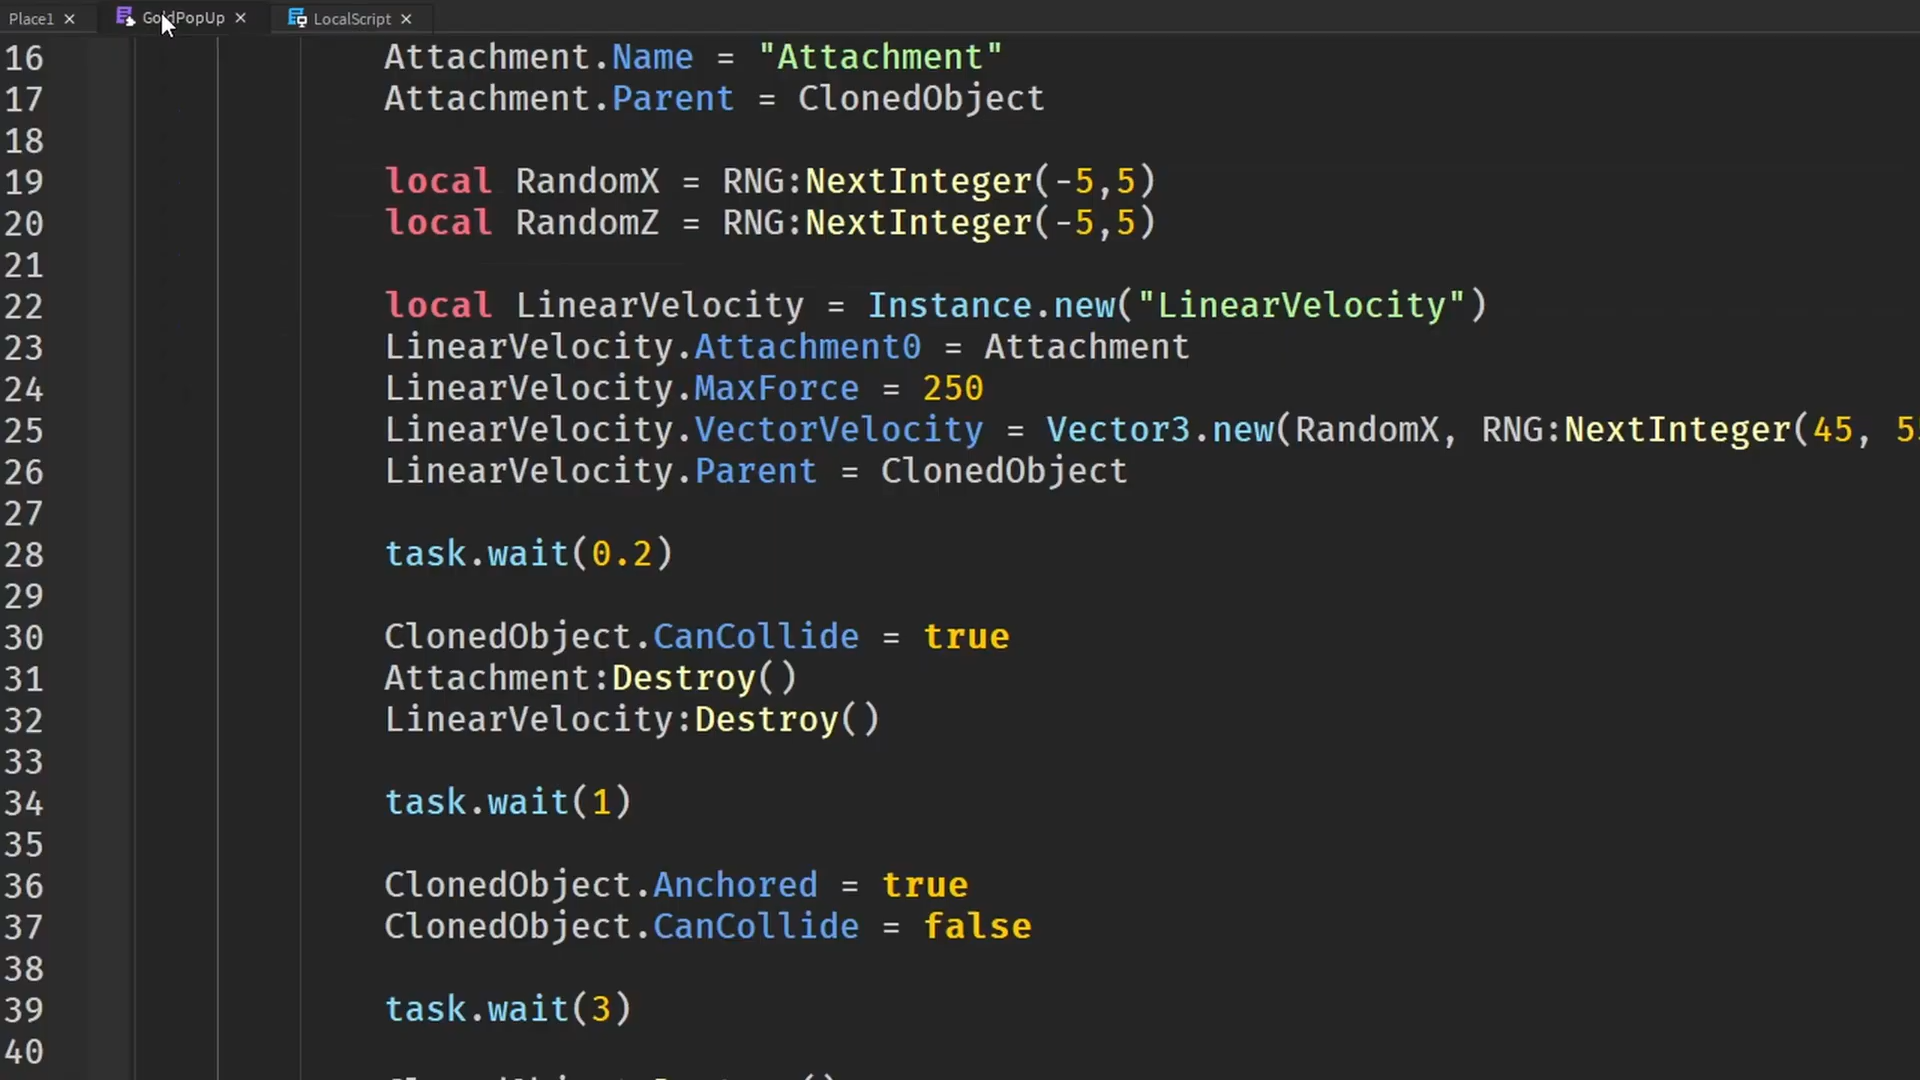 Place1 × GoldPopUp × LocalScript ×
16 Attachment.Name = "Attachment"
17 Attachment.Parent = ClonedObject
18
19 local RandomX = RNG:NextInteger(-5,5)
20 local RandomZ = RNG:NextInteger(-5,5)
21
22 local LinearVelocity = Instance.new("LinearVelocity")
23 LinearVelocity.Attachment0 = Attachment
24 LinearVelocity.MaxForce = 250
25 LinearVelocity.VectorVelocity = Vector3.new(RandomX, RNG:NextInteger(45, 5
26 LinearVelocity.Parent = ClonedObject
27
28 task.wait(0.2)
29
30 ClonedObject.CanCollide = true
31 Attachment:Destroy()
32 LinearVelocity:Destroy()
33
34 task.wait(1)
35
36 ClonedObject.Anchored = true
37 ClonedObject.CanCollide = false
38
39 task.wait(3)
40